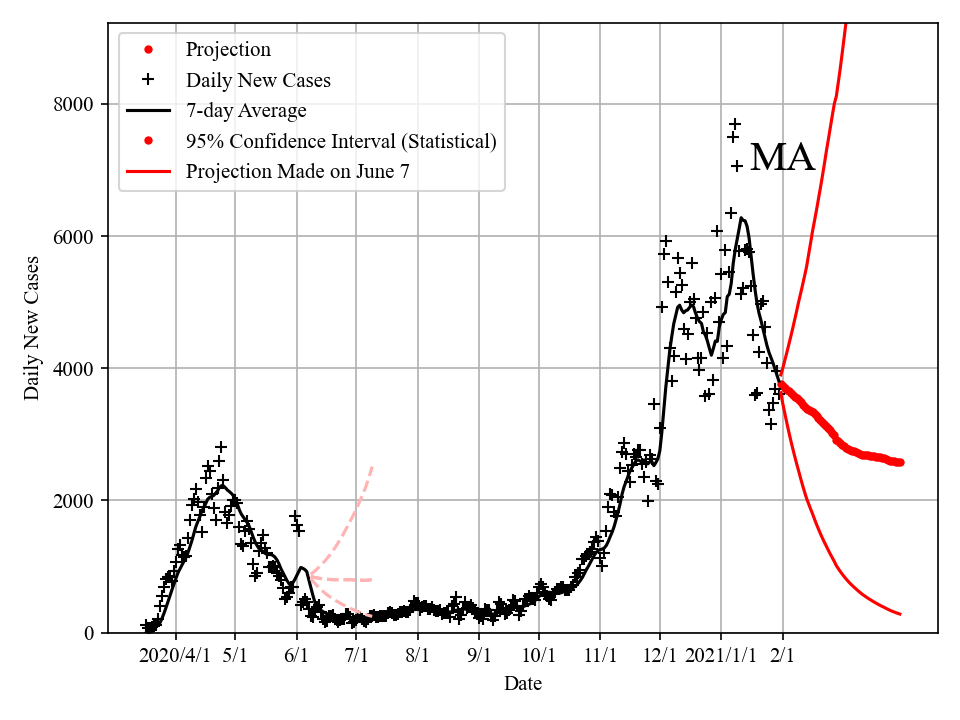 Projection
Daily New Cases
7-day Average
95% Confidence Interval (Statistical)
Projection Made on June 7
MA
Daily New Cases
8000
6000
4000
2000
0
2020/4/1 5/1 6/1 7/1 8/1 9/1 10/1 11/1 12/1 2021/1/1 2/1
Date